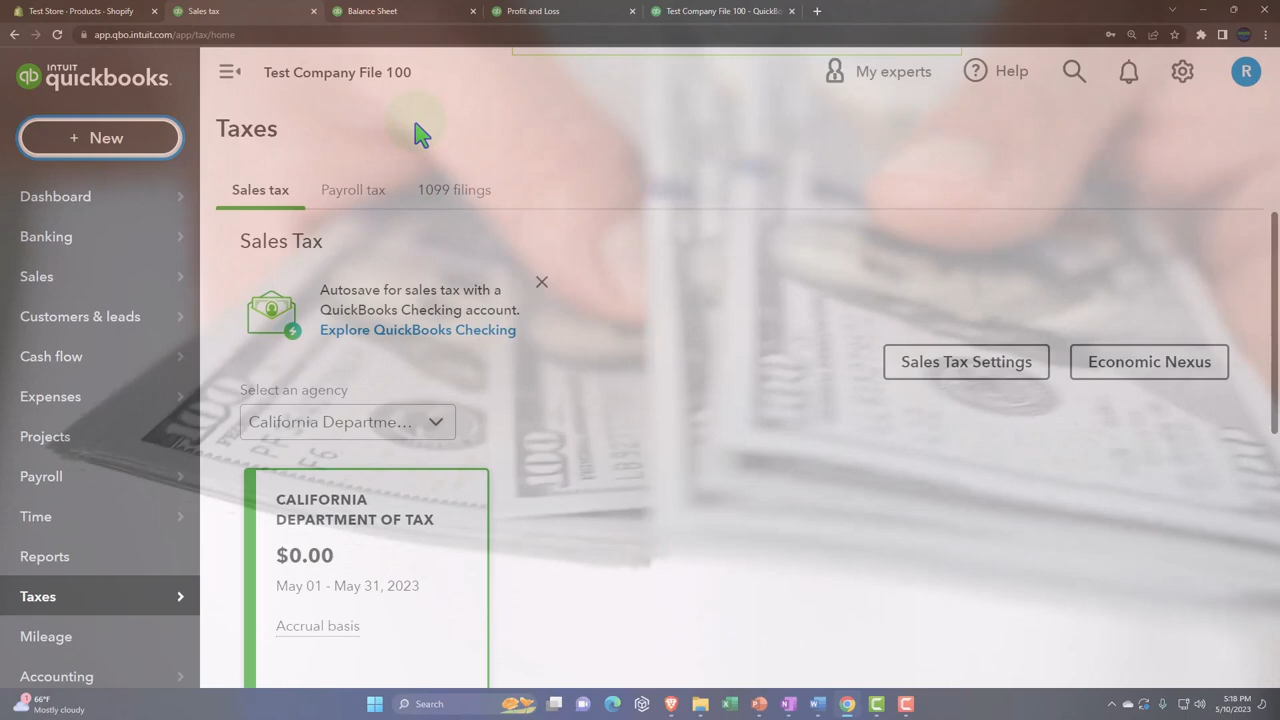 Test Store · Products · Shopify
Sales tax
Balance Sheet
Profit and Loss
Test Company File 100 - QuickBo
app.qbo.intuit.com/app/tax/home
INTUIT
quickbooks.
Test Company File 100
My experts
Help
R
+ New
Taxes
Dashboard
Banking
Sales
Customers & leads
Cash flow
Expenses
Projects
Payroll
Time
Reports
Taxes
Mileage
Accounting
Sales tax
Payroll tax
1099 filings
Sales Tax
Autosave for sales tax with a
QuickBooks Checking account.
Explore QuickBooks Checking
Sales Tax Settings
Economic Nexus
Select an agency
California Departme...
CALIFORNIA
DEPARTMENT OF TAX
$0.00
May 01 - May 31, 2023
Accrual basis
100
66°F
Mostly cloudy
Search
5:18 PM
5/10/2023